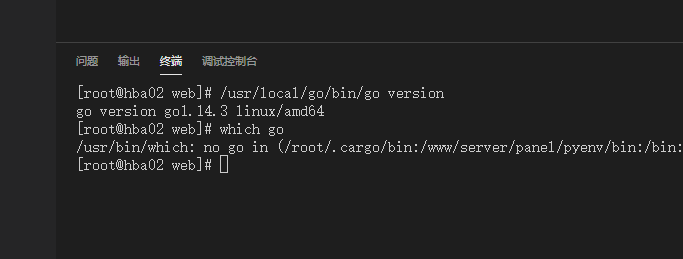 问题 输出 终端 调试控制台
[root@hba02 web]# /usr/local/go/bin/go version
go version go1.14.3 linux/amd64
[root@hba02 web]# which go
/usr/bin/which: no go in (/root/.cargo/bin:/www/server/panel/pyenv/bin:/bin:
[root@hba02 web]#